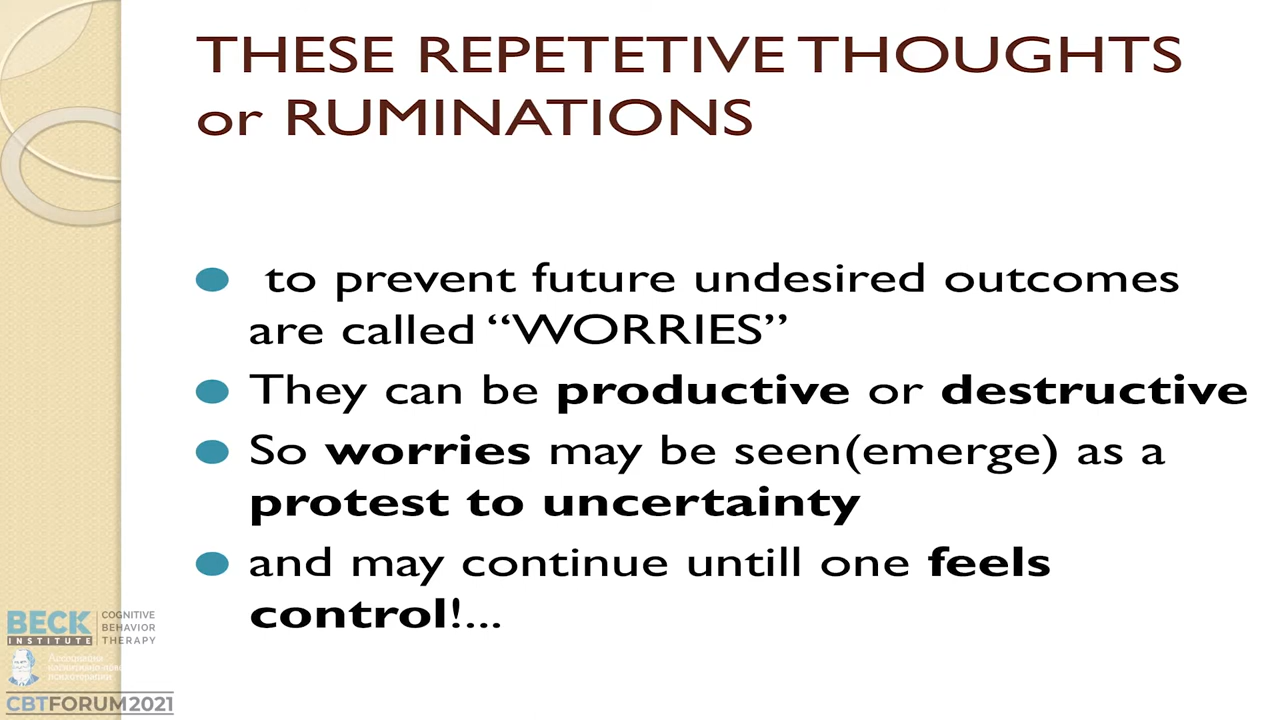 THESE REPETETIVE THOUGHTS
or RUMINATIONS
to prevent future undesired outcomes
are called “WORRIES”
They can be productive or destructive
So worries may be seen(emerge) as a
protest to uncertainty
and may continue untill one feels
control!...
BECK
INSTITUTE
COGNITIVE
BEHAVIOR
THERAPY
Ассоциация
психотерапии
CBTFORUM2021